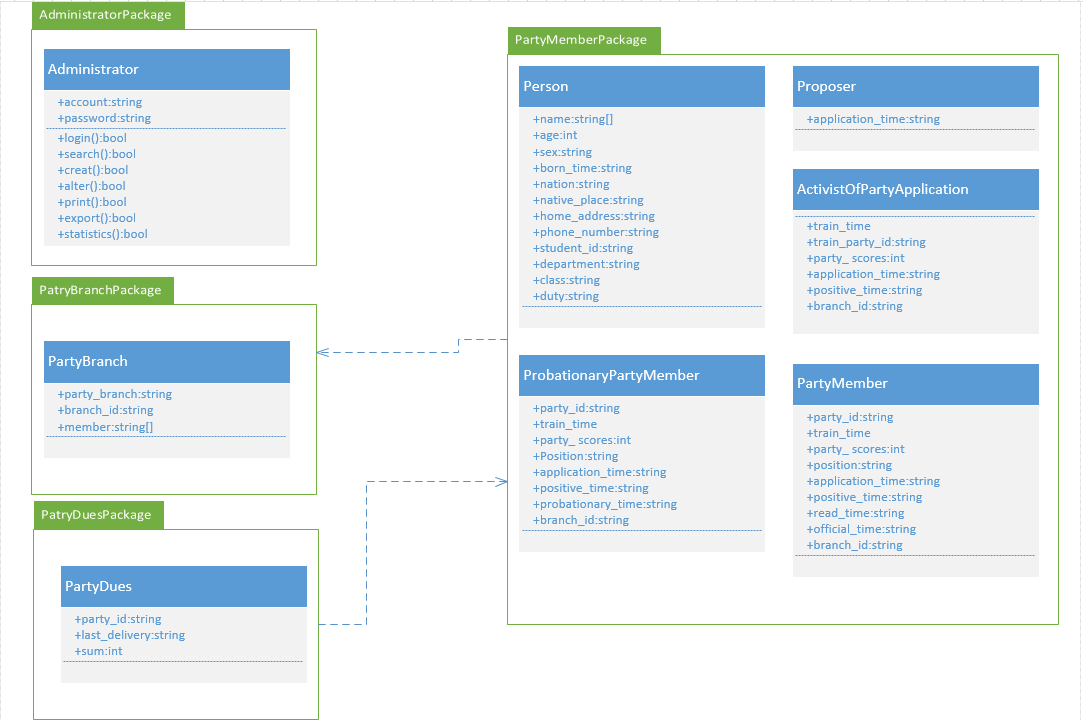 AdministratorPackage
Administrator
+account:string
+password:string
+login():bool
+search():bool
+creat():bool
+alter():bool
+print():bool
+export():bool
+statistics():bool
PatryBranchPackage
PartyBranch
+party_branch:string
+branch_id:string
+member:string[]
PatryDuesPackage
PartyDues
+party_id:string
+last_delivery:string
+sum:int
PartyMemberPackage
Person
+name:string[]
+age:int
+sex:string
+born_time:string
+nation:string
+native_place:string
+home_address:string
+phone_number:string
+student_id:string
+department:string
+class:string
+duty:string
Proposer
+application_time:string
ActivistOfPartyApplication
+train_time
+train_party_id:string
+party_ scores:int
+application_time:string
+positive_time:string
+branch_id:string
ProbationaryPartyMember
+party_id:string
+train_time
+party_ scores:int
+Position:string
+application_time:string
+positive_time:string
+probationary_time:string
+branch_id:string
PartyMember
+party_id:string
+train_time
+party_ scores:int
+position:string
+application_time:string
+positive_time:string
+read_time:string
+official_time:string
+branch_id:string